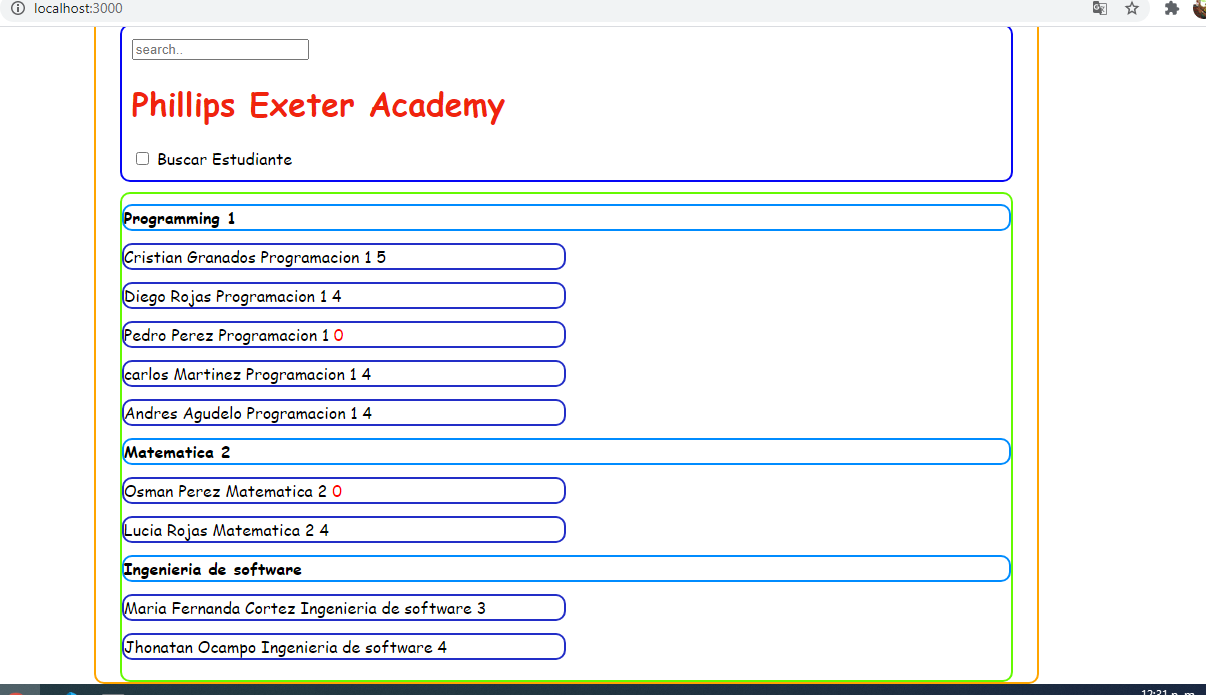 localhost:3000
search..
Phillips Exeter Academy
Buscar Estudiante
Programming 1
Cristian Granados Programacion 1 5
Diego Rojas Programacion 1 4
Pedro Perez Programacion 1 0
carlos Martinez Programacion 1 4
Andres Agudelo Programacion 1 4
Matematica 2
Osman Perez Matematica 2 0
Lucia Rojas Matematica 2 4
Ingenieria de software
Maria Fernanda Cortez Ingenieria de software 3
Jhonatan Ocampo Ingenieria de software 4